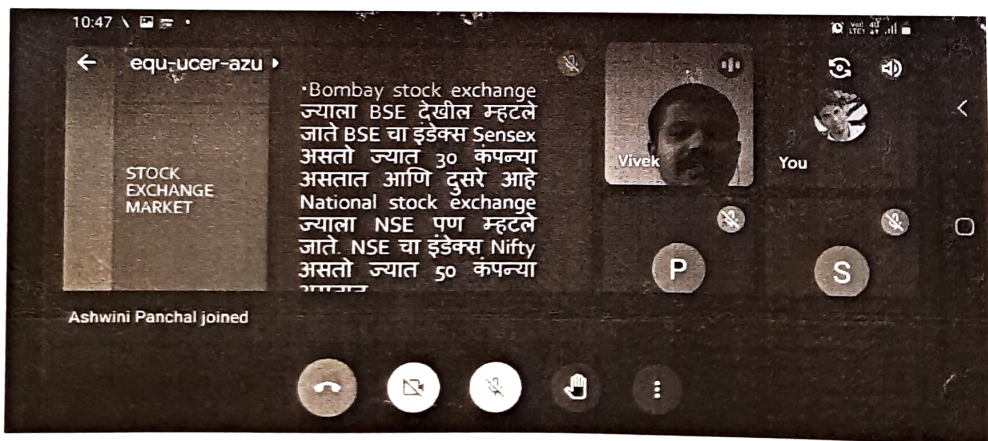 10:47
equ-ucer-azu
STOCK
EXCHANGE
MARKET
•Bombay stock exchange
ज्याला BSE देखील म्हटले
जाते BSE चा इंडेक्स Sensex
असतो ज्यात 30 कंपन्या
असतात आणि दुसरे आहे
National stock exchange
ज्याला NSE पण म्हटले
जाते. NSE चा इंडेक्स Nifty
असतो ज्यात 50 कंपन्या
Vivek
You
P
S
Ashwini Panchal joined